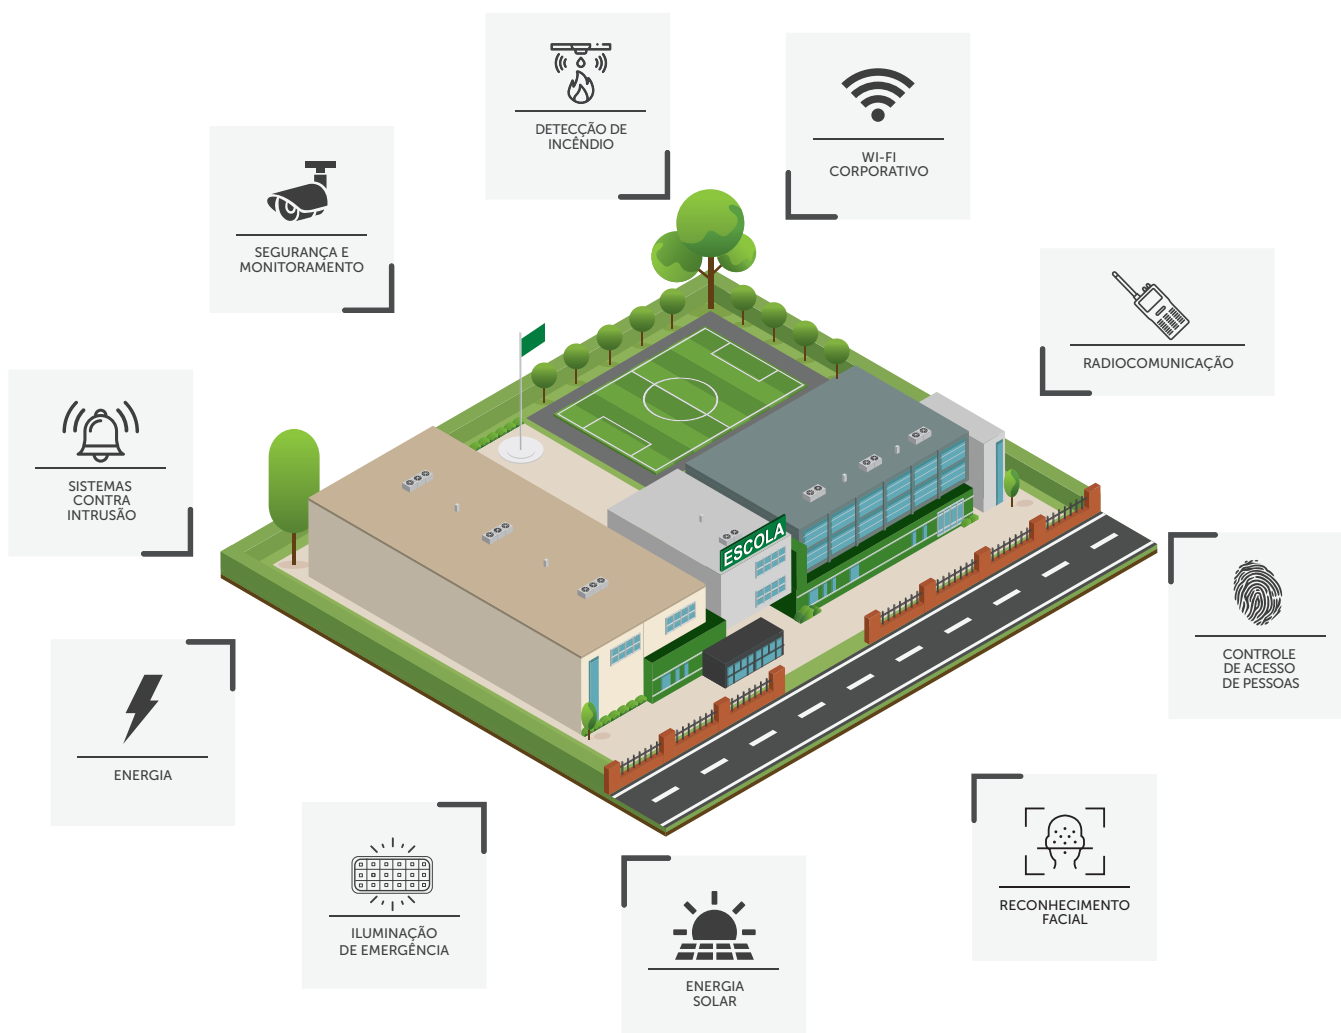 DETECÇÃO DE
INCÊNDIO
WI-FI
CORPORATIVO
SEGURANÇA E
MONITORAMENTO
RADIOCOMUNICAÇÃO
SISTEMAS
CONTRA
INTRUSÃO
ESCOLA
CONTROLE
DE ACESSO
DE PESSOAS
ENERGIA
RECONHECIMENTO
FACIAL
ILUMINAÇÃO
DE EMERGÊNCIA
ENERGIA
SOLAR